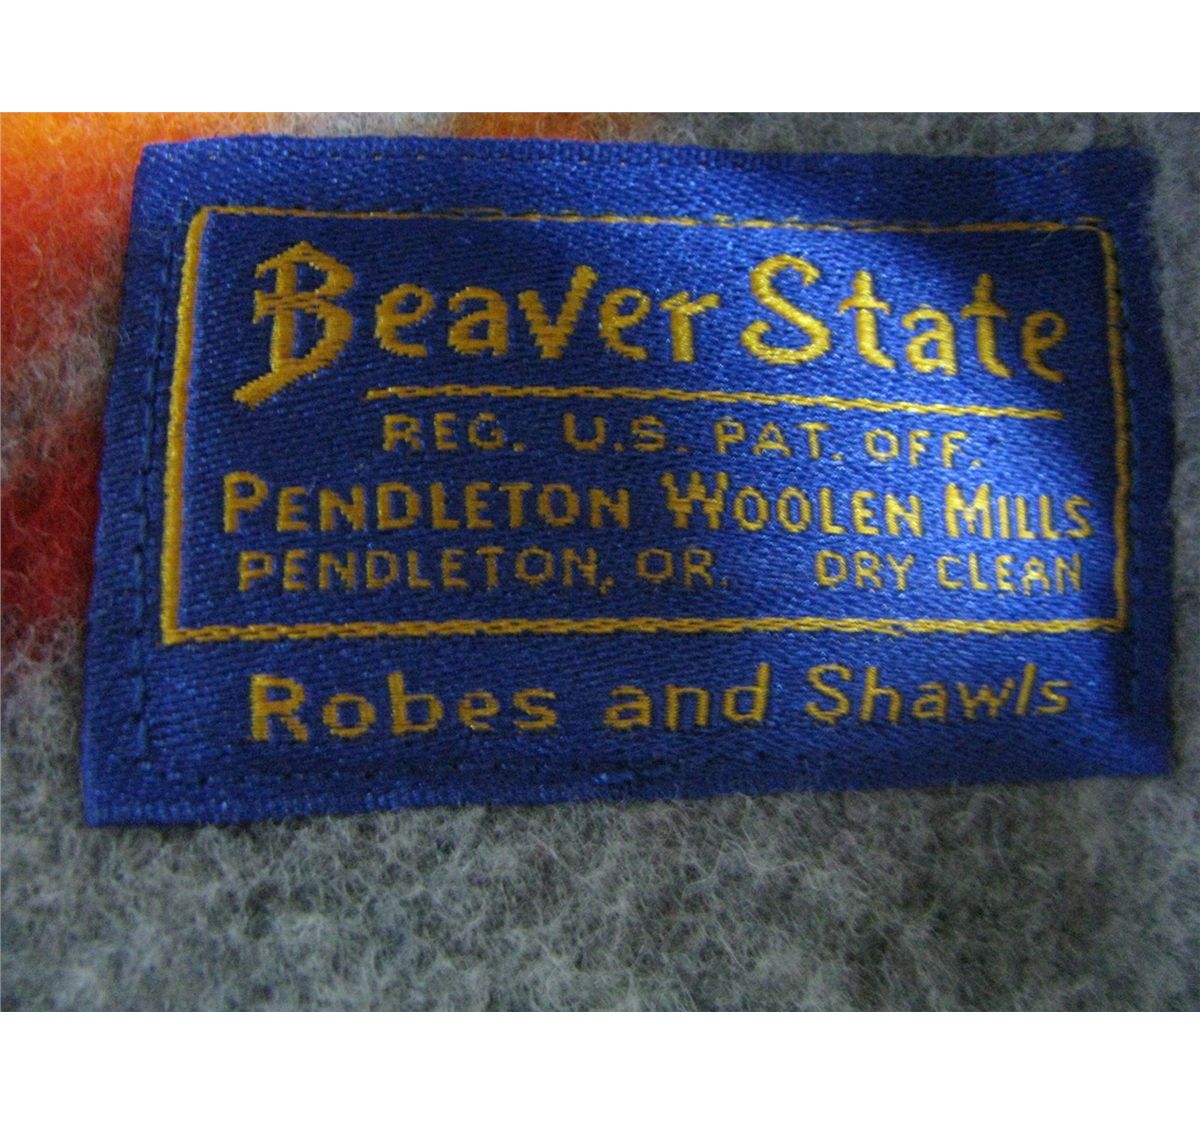 Beaver State
REG. U.S. PAT. OFF.
PENDLETON WOOLEN MILLS
PENDLETON, OR. DRY CLEAN
Robes and Shawls